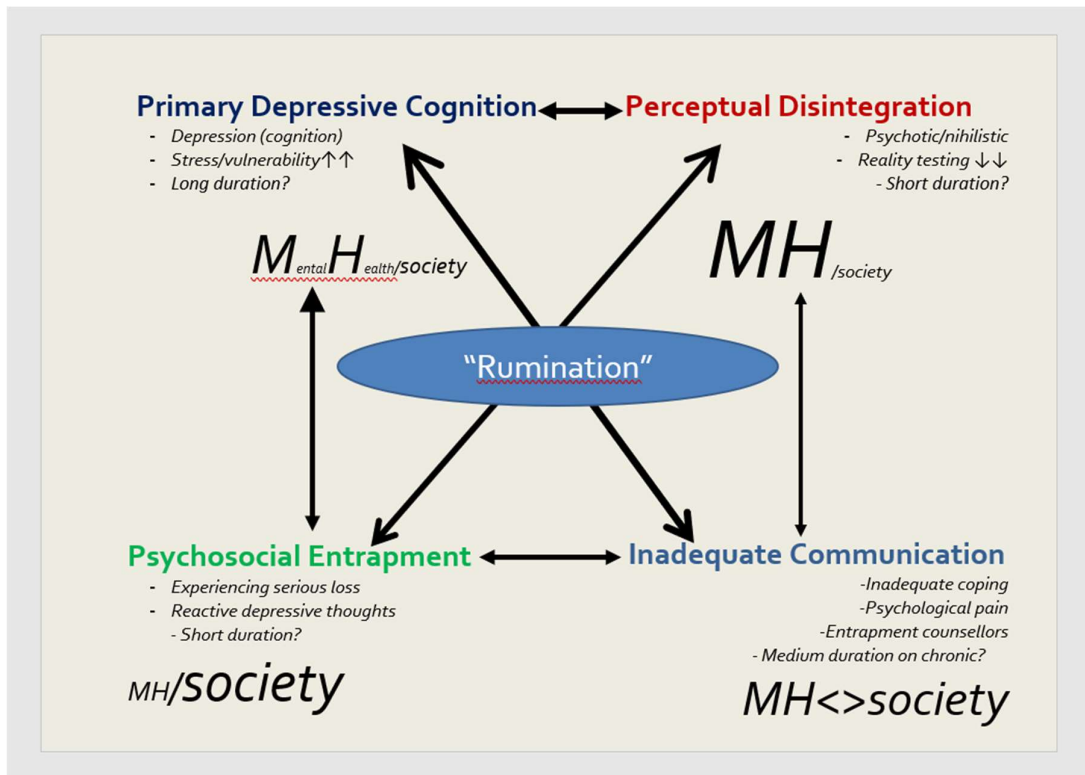 Primary Depressive Cognition
- Depression (cognition)
- Stress/vulnerability↑↑
- Long duration?
Perceptual Disintegration
- Psychotic/nihilistic
- Reality testing ↓↓
- Short duration?
Mental Health/society
MH/society
“Rumination”
Psychosocial Entrapment
- Experiencing serious loss
- Reactive depressive thoughts
- Short duration?
MH/society
Inadequate Communication
-Inadequate coping
-Psychological pain
-Entrapment counsellors
- Medium duration on chronic?
MH<>society